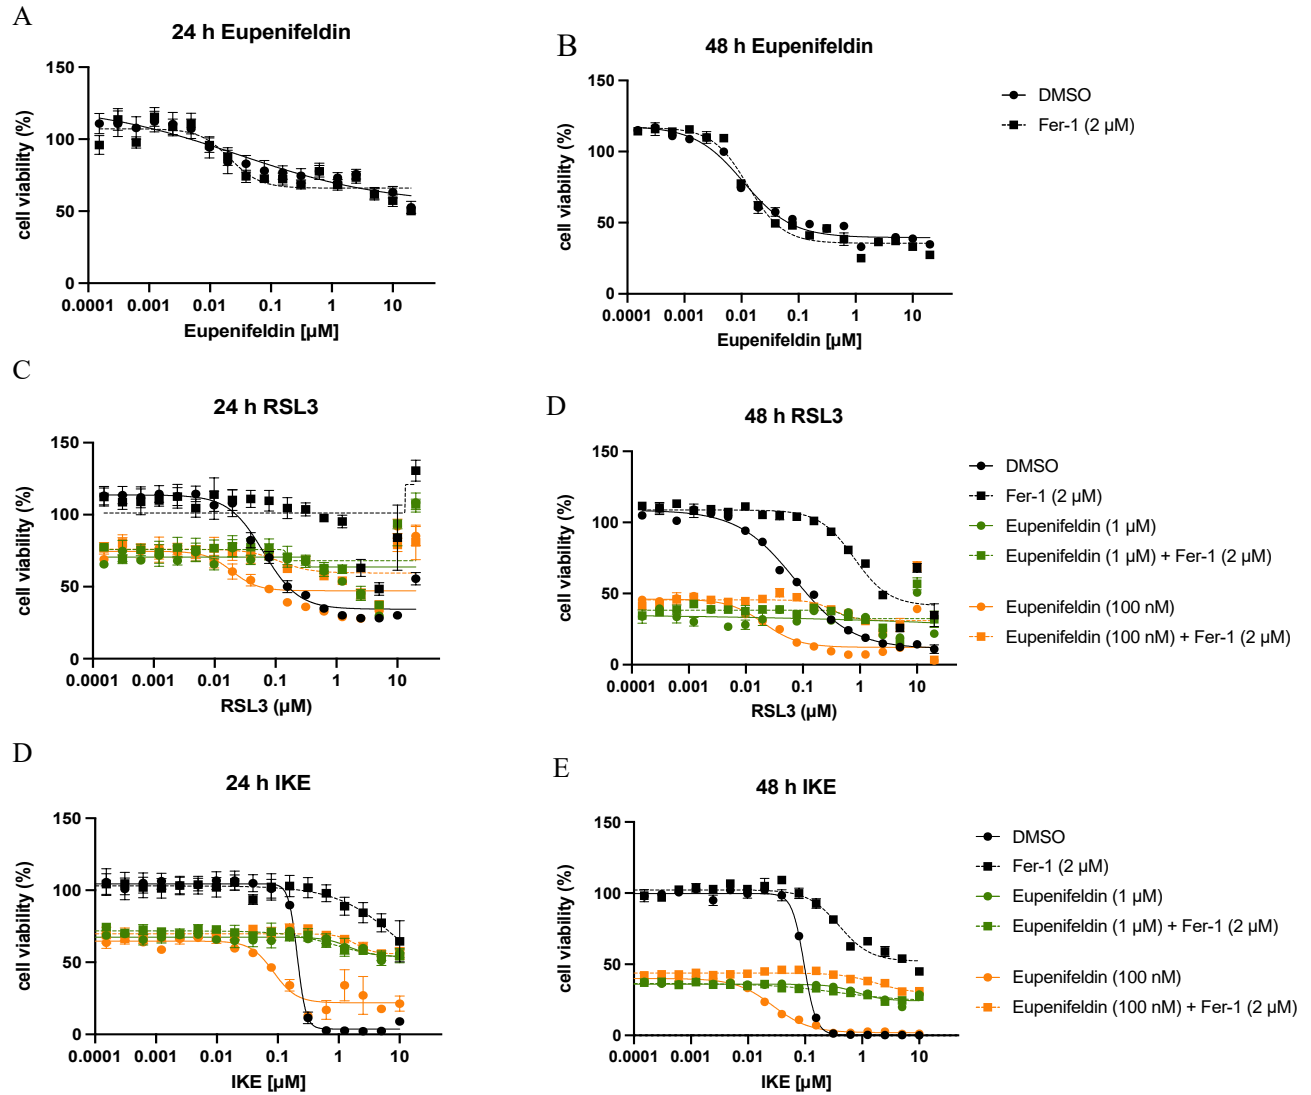 A
24 h Eupenifeldin
150
100
50
0
cell viability (%)
0.0001 0.001 0.01 0.1 1 10
Eupenifeldin [µM]
B
48 h Eupenifeldin
150
100
50
0
cell viability (%)
0.0001 0.001 0.01 0.1 1 10
Eupenifeldin [µM]
DMSO
Fer-1 (2 µM)
C
24 h RSL3
150
100
50
0
cell viability (%)
0.0001 0.001 0.01 0.1 1 10
RSL3 (µM)
D
48 h RSL3
150
100
50
0
cell viability (%)
0.0001 0.001 0.01 0.1 1 10
RSL3 (µM)
DMSO
Fer-1 (2 µM)
Eupenifeldin (1 µM)
Eupenifeldin (1 µM) + Fer-1 (2 µM)
Eupenifeldin (100 nM)
Eupenifeldin (100 nM) + Fer-1 (2 µM)
D
24 h IKE
150
100
50
0
cell viability (%)
0.0001 0.001 0.01 0.1 1 10
IKE [µM]
E
48 h IKE
150
100
50
0
cell viability (%)
0.0001 0.001 0.01 0.1 1 10
IKE [µM]
DMSO
Fer-1 (2 µM)
Eupenifeldin (1 µM)
Eupenifeldin (1 µM) + Fer-1 (2 µM)
Eupenifeldin (100 nM)
Eupenifeldin (100 nM) + Fer-1 (2 µM)